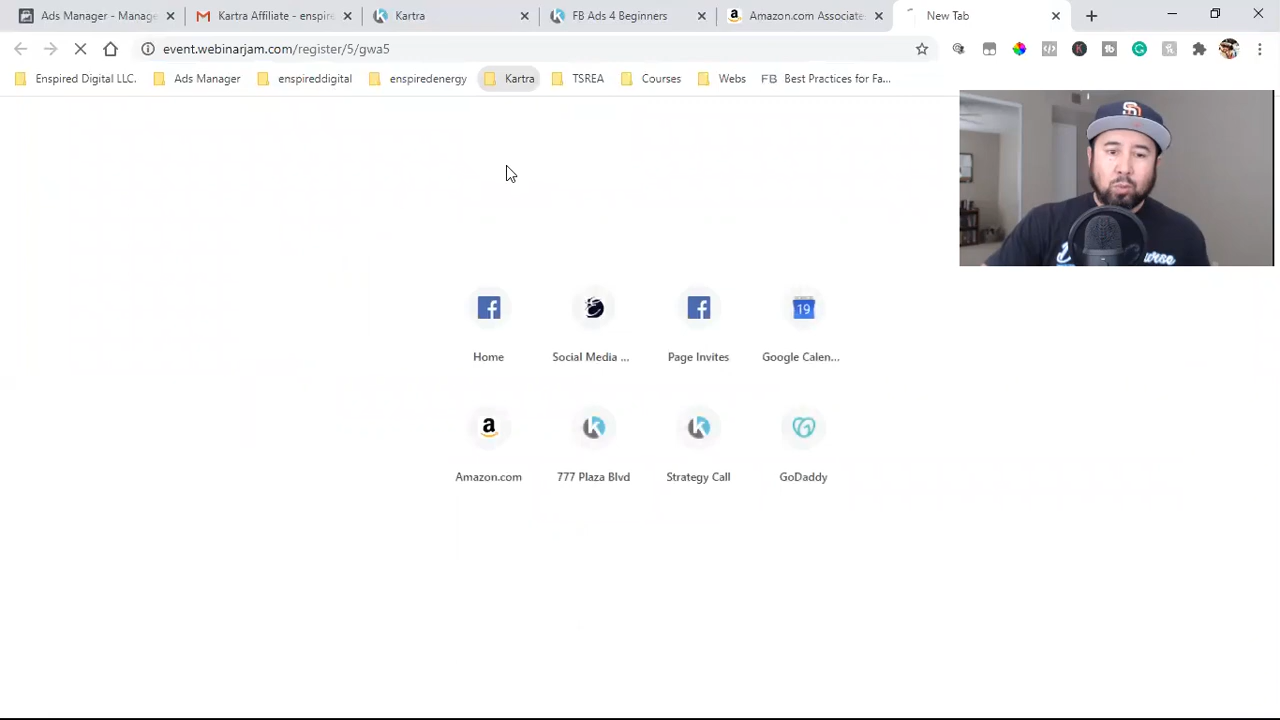 Ads Manager - Manage
Kartra Affiliate - enspire
Kartra
FB Ads 4 Beginners
Amazon.com Associate
New Tab
event.webinarjam.com/register/5/gwa5
Enspired Digital LLC.
Ads Manager
enspireddigital
enspiredenergy
Kartra
TSREA
Courses
Webs
FB Best Practices for Fa...
Home
Social Media ...
Page Invites
19
Google Calen...
Amazon.com
777 Plaza Blvd
Strategy Call
GoDaddy